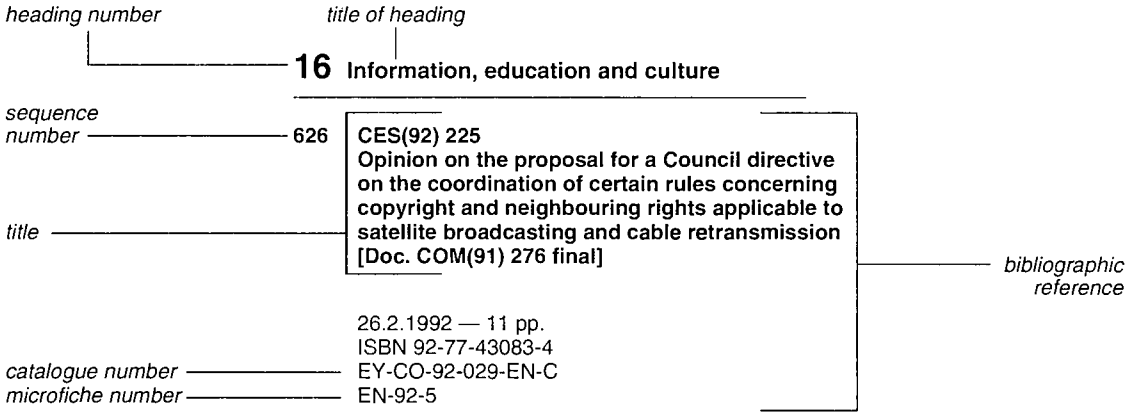 heading number title of heading
16 Information, education and culture
sequence
number 626 CES(92) 225
Opinion on the proposal for a Council directive
on the coordination of certain rules concerning
copyright and neighbouring rights applicable to
title satellite broadcasting and cable retransmission
[Doc. COM(91) 276 final]
bibliographic
reference
26.2.1992 — 11 pp.
ISBN 92-77-43083-4
catalogue number EY-CO-92-029-EN-C
microfiche number EN-92-5